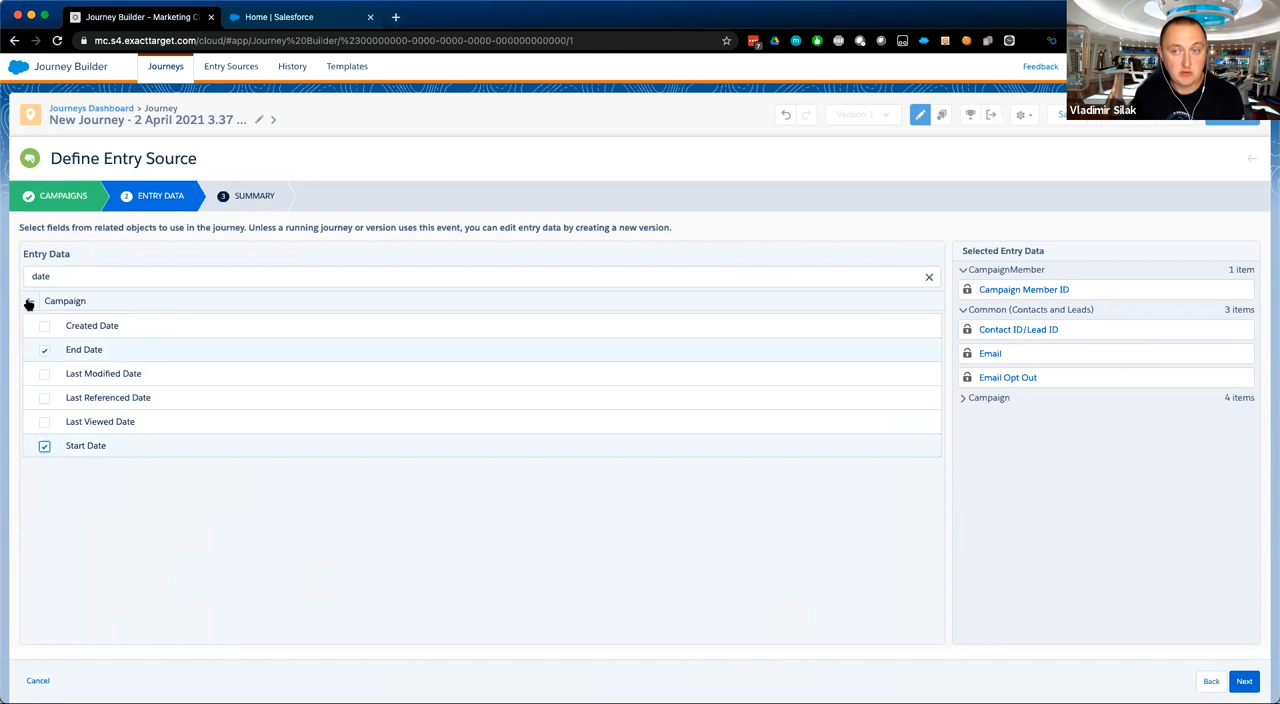 Journey Builder - Marketing Cl
Home | Salesforce
mc.s4.exacttarget.com/cloud/#app/Journey%20Builder/%2300000000-0000-0000-0000-000000000000/1
Journey Builder
Journeys
Entry Sources
History
Templates
Feedback
Vladimir Silak
Journeys Dashboard > Journey
New Journey - 2 April 2021 3.37 ...
Version 1
Define Entry Source
CAMPAIGNS
2 ENTRY DATA
3 SUMMARY
Select fields from related objects to use in the journey. Unless a running journey or version uses this event, you can edit entry data by creating a new version.
Entry Data
date
Campaign
Created Date
End Date
Last Modified Date
Last Referenced Date
Last Viewed Date
Start Date
Selected Entry Data
CampaignMember 1 item
Campaign Member ID
Common (Contacts and Leads) 3 items
Contact ID/Lead ID
Email
Email Opt Out
Campaign 4 items
Cancel
Back
Next